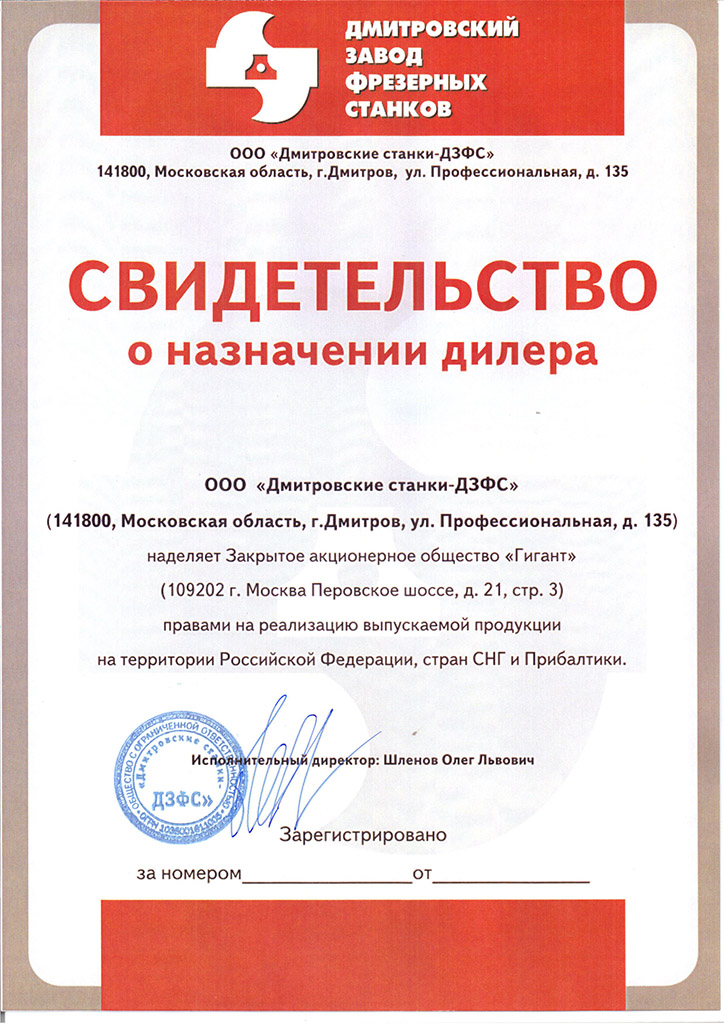 ДМИТРОВСКИЙ
ЗАВОД
ФРЕЗЕРНЫХ
СТАНКОВ
ООО «Дмитровские станки-ДЗФС»
141800, Московская область, г.Дмитров, ул. Профессиональная, д. 135
СВИДЕТЕЛЬСТВО
о назначении дилера
ООО «Дмитровские станки-ДЗФС»
(141800, Московская область, г.Дмитров, ул. Профессиональная, д. 135)
наделяет Закрытое акционерное общество «Гигант»
(109202 г. Москва Перовское шоссе, д. 21, стр. 3)
правами на реализацию выпускаемой продукции
на территории Российской Федерации, стран СНГ и Прибалтики.
ОБЩЕСТВО С ОГРАНИЧЕННОЙ ОТВЕТСТВЕННОСТЬЮ
«Дмитровские станки-
ДЗФС»
ОГРН
Исполнительный директор: Шленов Олег Львович
Зарегистрировано
за номером_________________от________________